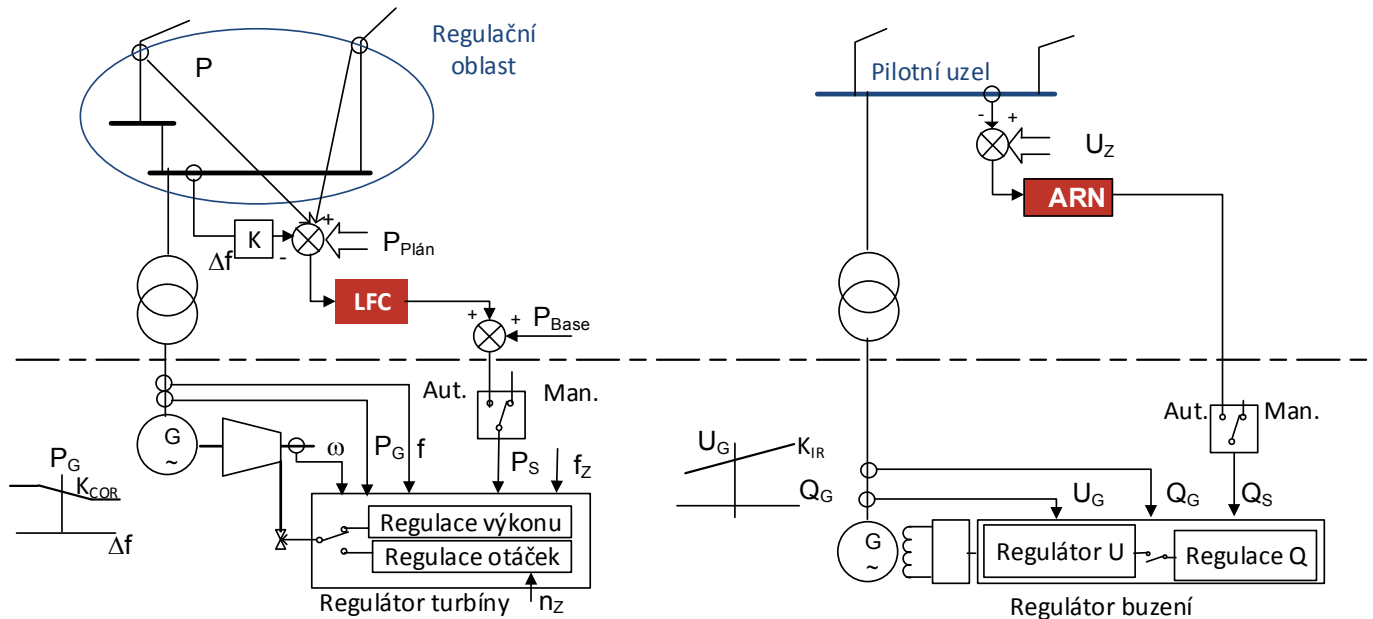 Regulační
oblast
P
K
Δf
-
- +
P_Plán
LFC
+ +
P_Base
Aut. Man.
G
~
ω
P_G f
P_S
f_Z
P_G
K_COR
Δf
Regulace výkonu
Regulace otáček
Regulátor turbíny
n_Z
Pilotní uzel
- +
U_Z
ARN
Aut. Man.
U_G
K_IR
Q_G
U_G
Q_G
Q_S
G
~
Regulátor U
Regulace Q
Regulátor buzení